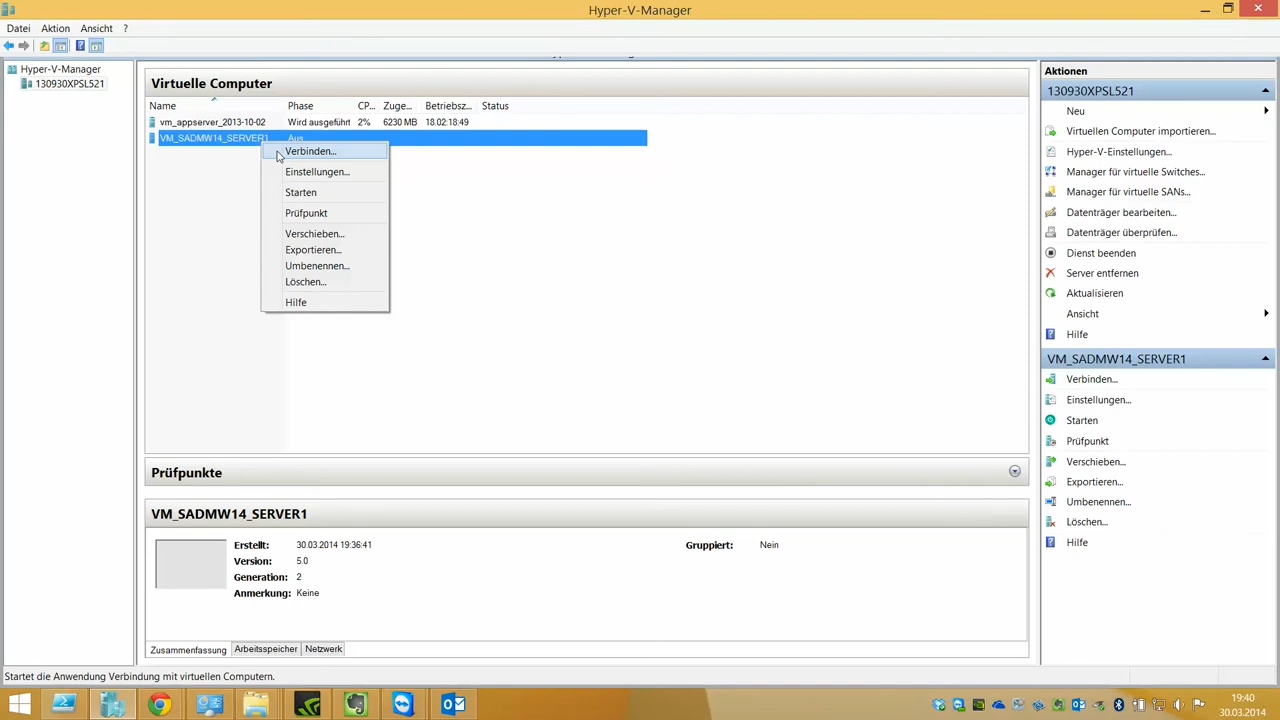 Hyper-V-Manager
Datei Aktion Ansicht ?
Hyper-V-Manager
130930XPSL521
Virtuelle Computer
Name Phase CP... Zuge... Betriebsz... Status
vm_appserver_2013-10-02 Wird ausgeführt 2% 6230 MB 18.02:18:49
VM_SADMW14_SERVER1 Aus
Verbinden...
Einstellungen...
Starten
Prüfpunkt
Verschieben...
Exportieren...
Umbenennen...
Löschen...
Hilfe
Prüfpunkte
VM_SADMW14_SERVER1
Erstellt: 30.03.2014 19:36:41 Gruppiert: Nein
Version: 5.0
Generation: 2
Anmerkung: Keine
Zusammenfassung Arbeitsspeicher Netzwerk
Aktionen
130930XPSL521
Neu
Virtuellen Computer importieren...
Hyper-V-Einstellungen...
Manager für virtuelle Switches...
Manager für virtuelle SANs...
Datenträger bearbeiten...
Datenträger überprüfen...
Dienst beenden
Server entfernen
Aktualisieren
Ansicht
Hilfe
VM_SADMW14_SERVER1
Verbinden...
Einstellungen...
Starten
Prüfpunkt
Verschieben...
Exportieren...
Umbenennen...
Löschen...
Hilfe
Startet die Anwendung Verbindung mit virtuellen Computern.
19:40
30.03.2014